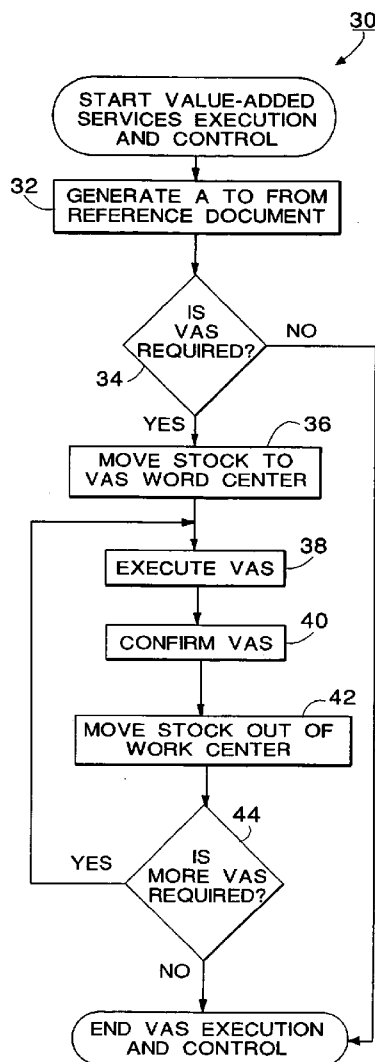 30
START VALUE-ADDED
SERVICES EXECUTION
AND CONTROL
32
GENERATE A TO FROM
REFERENCE DOCUMENT
IS
VAS
REQUIRED?
NO
34
YES
36
MOVE STOCK TO
VAS WORD CENTER
EXECUTE VAS
38
40
CONFIRM VAS
42
MOVE STOCK OUT OF
WORK CENTER
44
YES
IS
MORE VAS
REQUIRED?
NO
END VAS EXECUTION
AND CONTROL